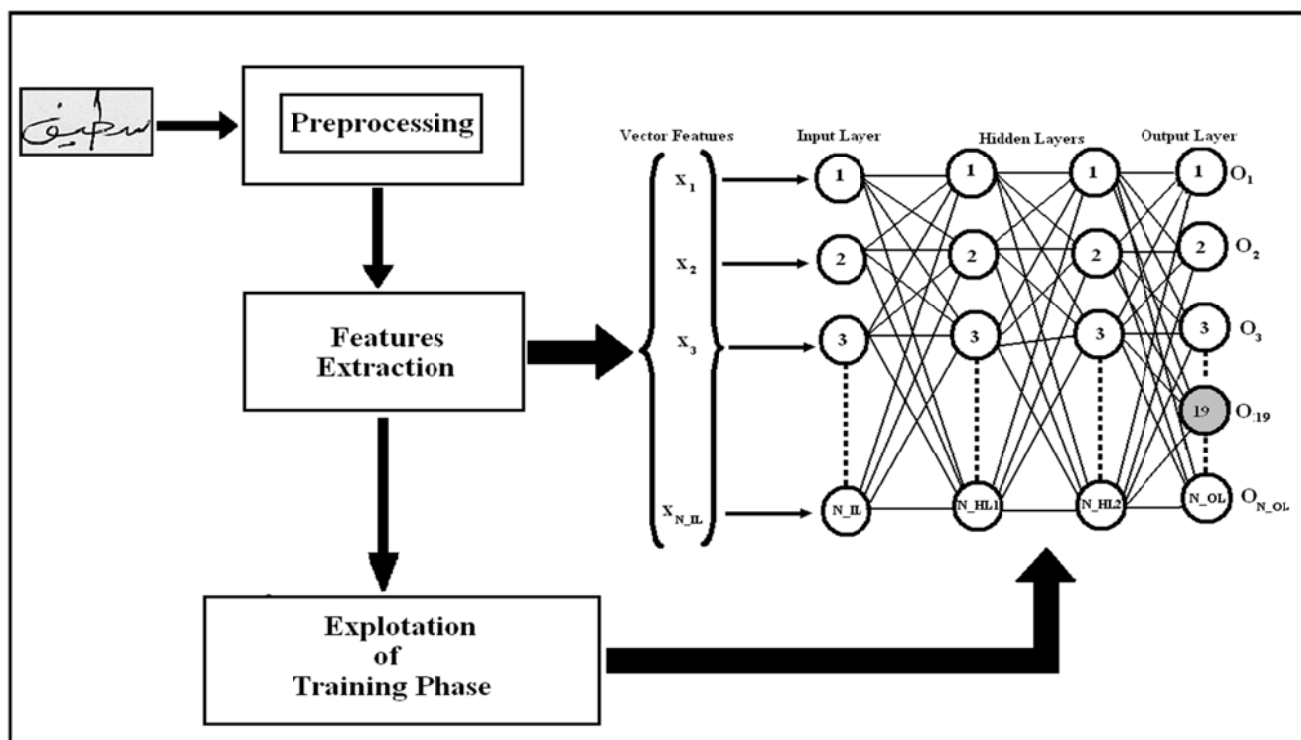 سطيف
Preprocessing
Features
Extraction
Explotation
of
Training Phase
Vector Features
Input Layer
Hidden Layers
Output Layer
X1
X2
X3
XN_IL
1
2
3
N_IL
1
2
3
N_HL1
1
2
3
N_HL2
1
2
3
19
N_OL
O1
O2
O3
O:19
ON_OL